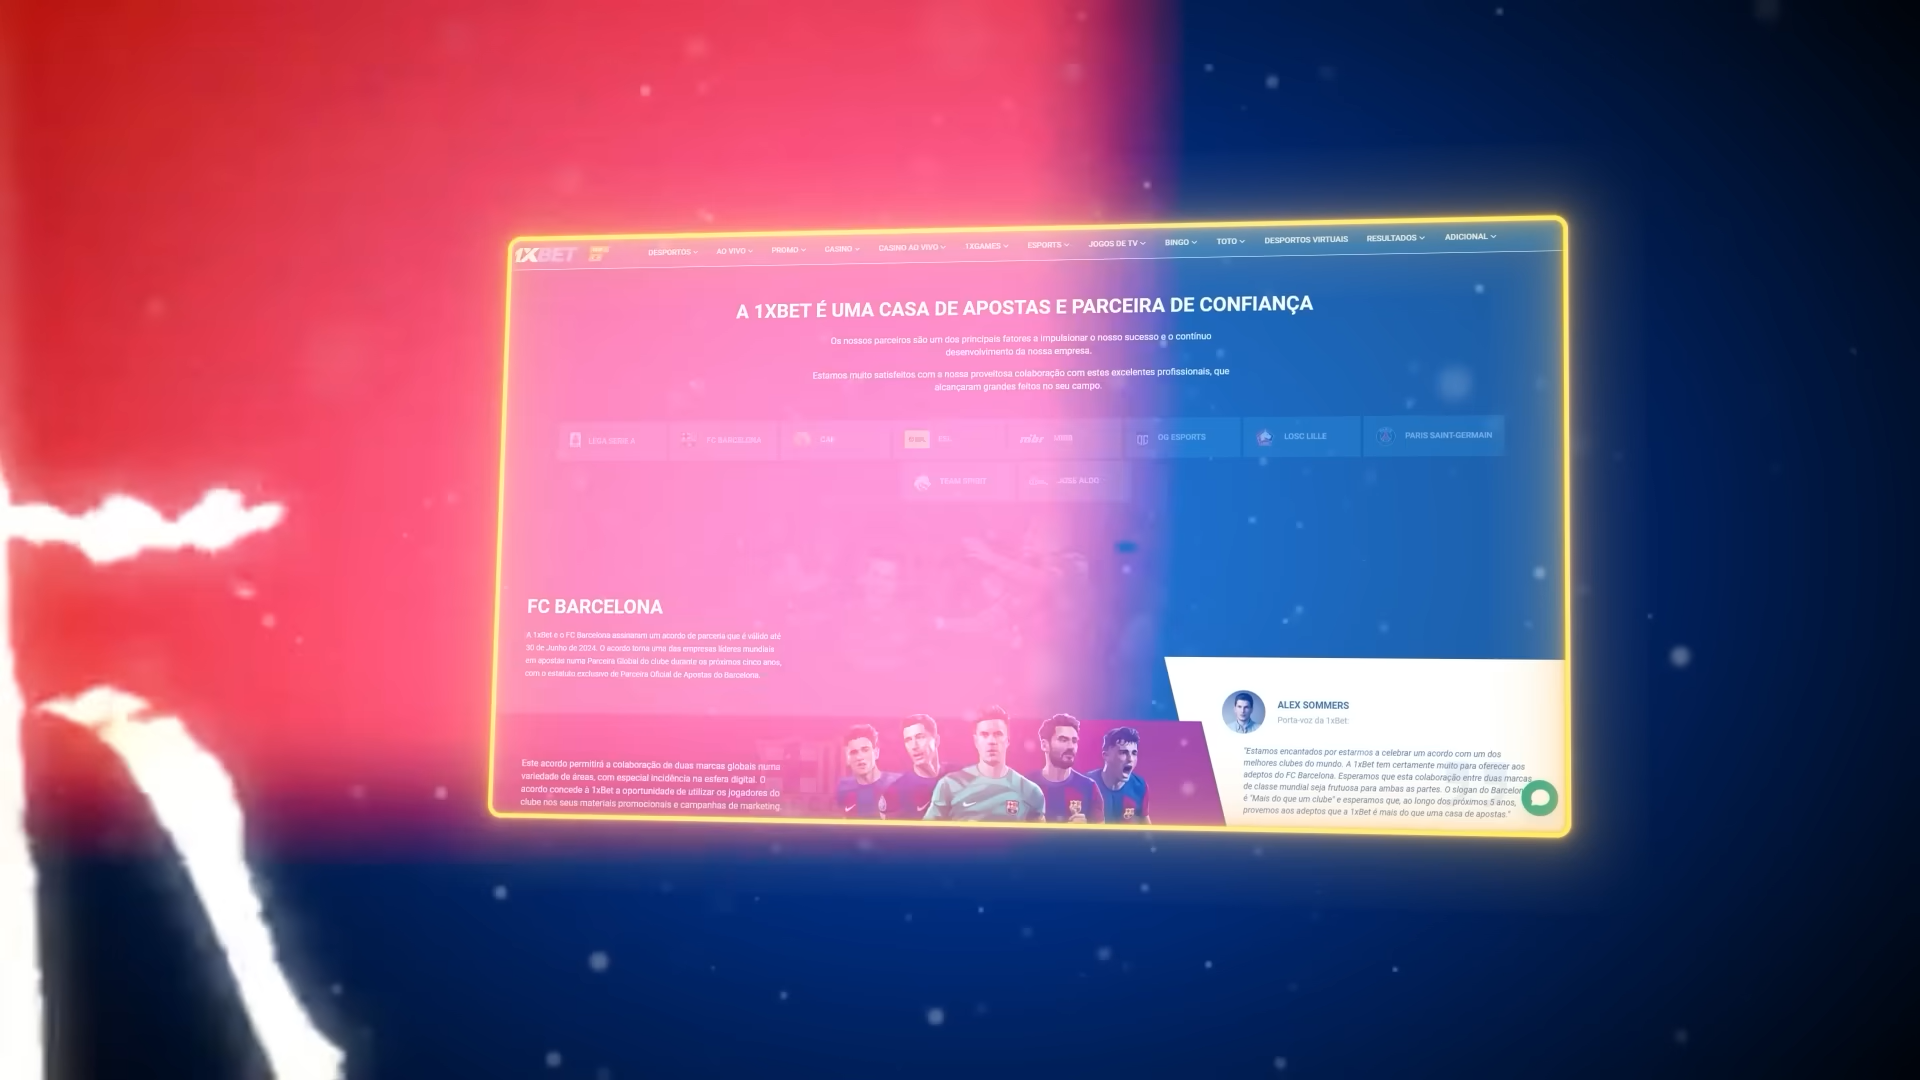 1XBET
DESPORTOS AO VIVO PROMO CASINO CASINO AO VIVO 1XGAMES ESPORTS JOGOS DE TV BINGO TOTO DESPORTOS VIRTUAIS RESULTADOS ADICIONAL
A 1XBET É UMA CASA DE APOSTAS E PARCEIRA DE CONFIANÇA
Os nossos parceiros são um dos principais fatores a impulsionar o nosso sucesso e o contínuo
desenvolvimento da nossa empresa.
Estamos muito satisfeitos com a nossa proveitosa colaboração com estes excelentes profissionais, que
alcançaram grandes feitos no seu campo.
LEGA SERIE A FC BARCELONA ESL mibr MIBR OG ESPORTS LOSC LILLE PARIS SAINT-GERMAIN
TEAM SPIRIT JOSÉ ALDO
FC BARCELONA
A 1xBet e o FC Barcelona assinaram um acordo de parceria que é válido até
30 de Junho de 2024. O acordo torna uma das empresas líderes mundiais
em apostas numa Parceira Global do clube durante os próximos cinco anos,
com o estatuto exclusivo de Parceira Oficial de Apostas do Barcelona.
Este acordo permitirá a colaboração de duas marcas globais numa
variedade de áreas, com especial incidência na esfera digital. O
acordo concede à 1xBet a oportunidade de utilizar os jogadores do
clube nos seus materiais promocionais e campanhas de marketing
ALEX SOMMERS
Porta-voz da 1xBet:
"Estamos encantados por estarmos a celebrar um acordo com um dos
melhores clubes do mundo. A 1xBet tem certamente muito para oferecer aos
adeptos do FC Barcelona. Esperamos que esta colaboração entre duas marcas
de classe mundial seja frutuosa para ambas as partes. O slogan do Barcelon
é "Mais do que um clube" e esperamos que, ao longo dos próximos 5 anos,
provemos aos adeptos que a 1xBet é mais do que uma casa de apostas."